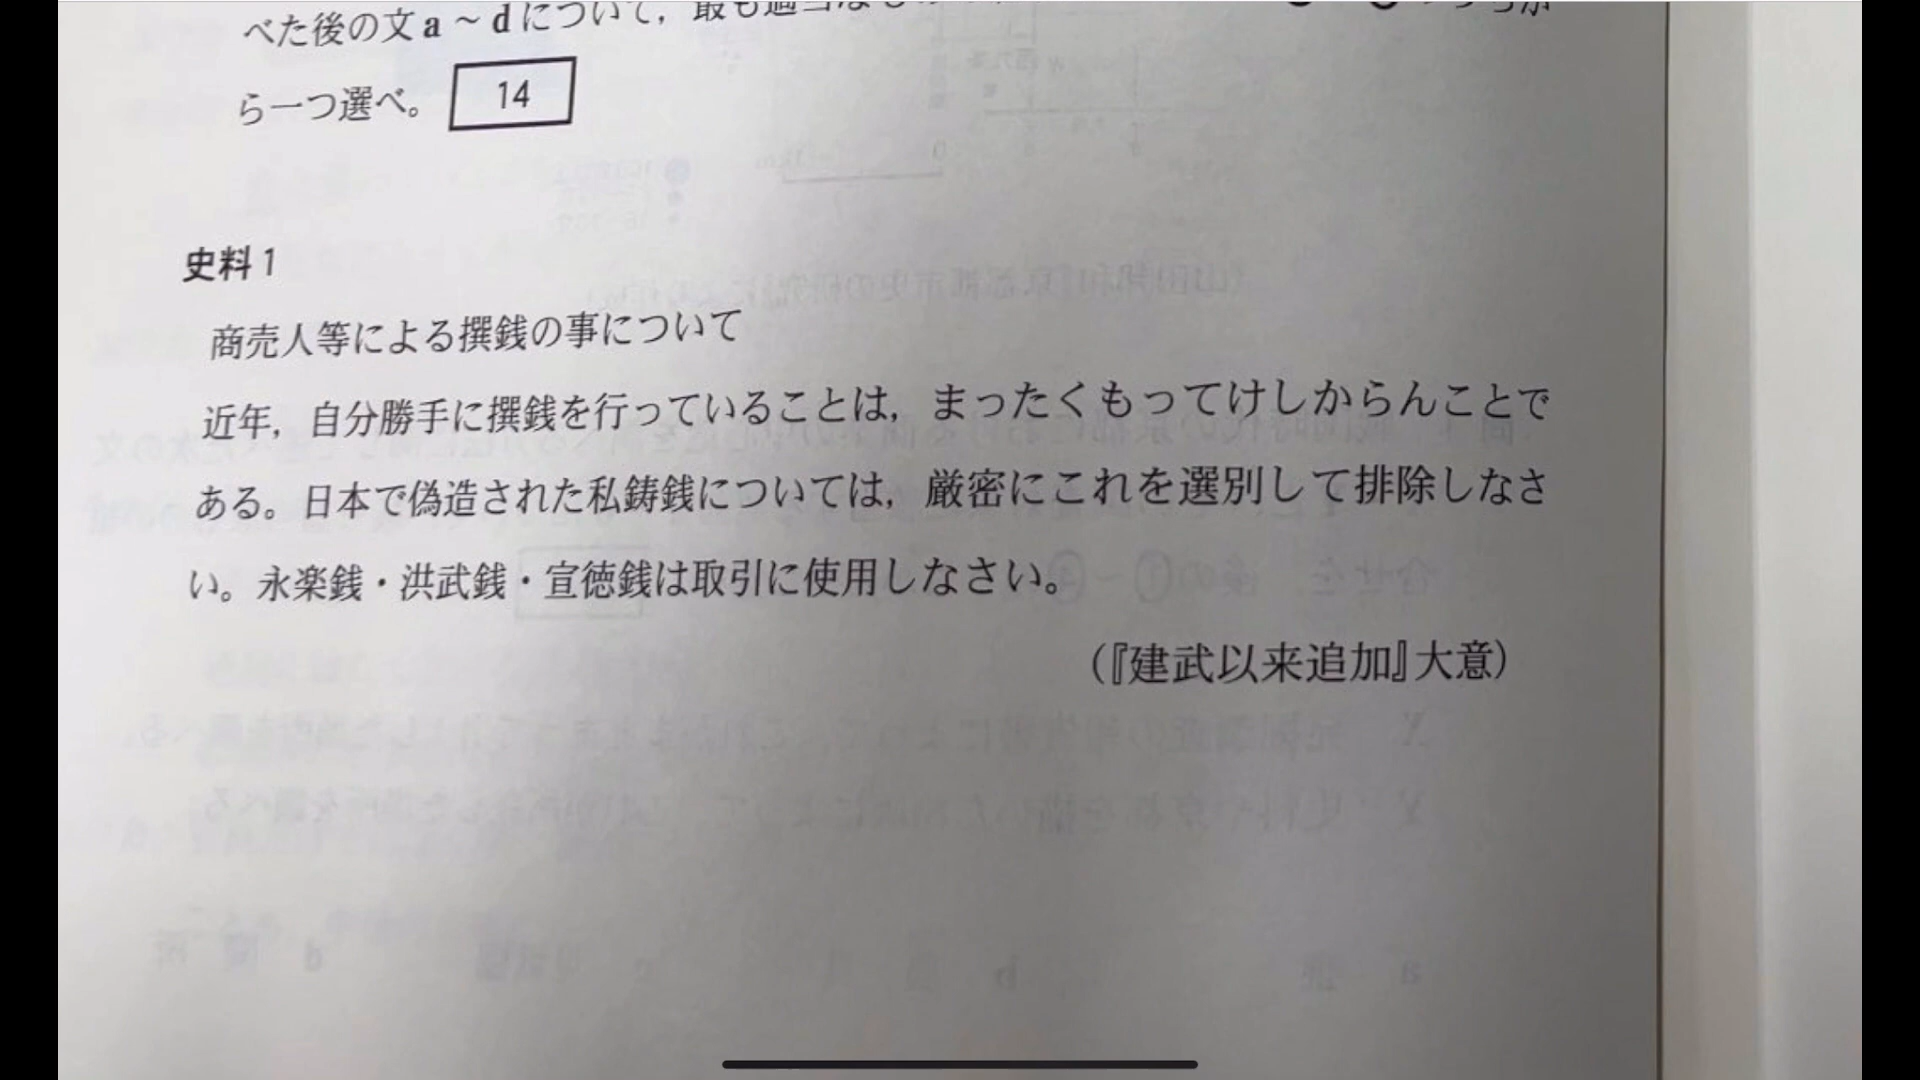 べた後の文a～dについて，最も適当な
ら一つ選べ。 14
史料1
商売人等による撰銭の事について
近年，自分勝手に撰銭を行っていることは，まったくもってけしからんことで
ある。日本で偽造された私鋳銭については，厳密にこれを選別して排除しなさ
い。永楽銭・洪武銭・宣徳銭は取引に使用しなさい。
（『建武以来追加』大意）